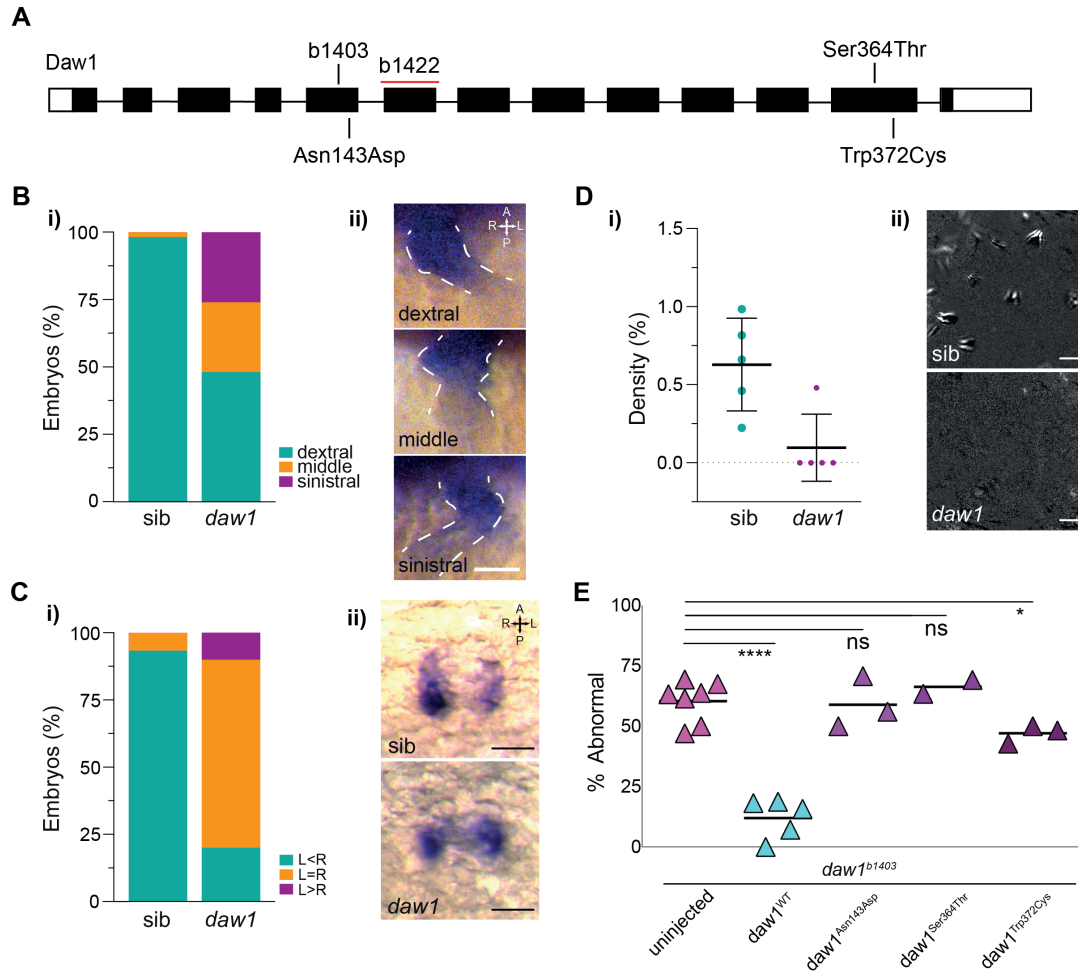 A
Daw1
b1403
b1422
Ser364Thr
Asn143Asp
Trp372Cys
B
i)
100
75
50
25
0
Embryos (%)
sib
daw1
dextral
middle
sinistral
ii)
A
R L
P
dextral
middle
sinistral
C
i)
100
75
50
25
0
Embryos (%)
sib
daw1
L<R
L=R
L>R
ii)
A
R L
P
sib
daw1
D
i)
1.5
1.0
0.5
0.0
Density (%)
sib
daw1
ii)
sib
daw1
E
100
75
50
25
0
% Abnormal
****
ns
ns
*
daw1b1403
uninjected
daw1WT
daw1Asn143Asp
daw1Ser364Thr
daw1Trp372Cys